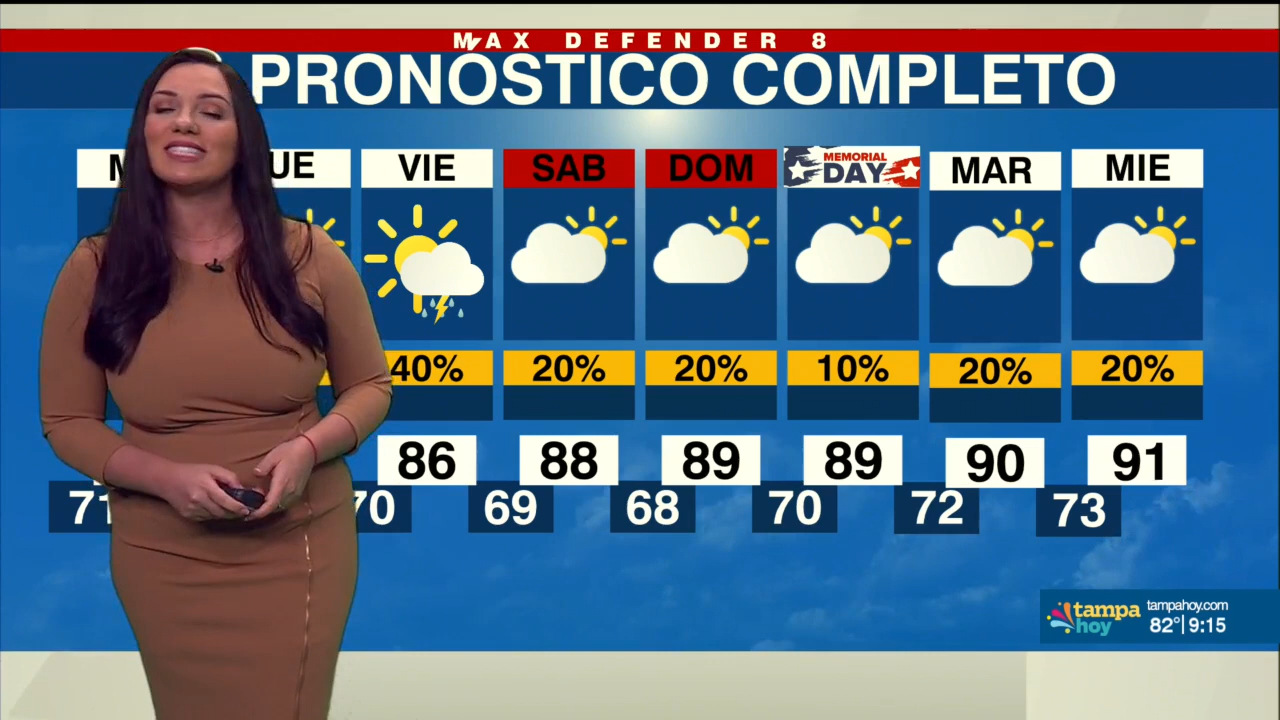 MAX DEFENDER 8
PRONÓSTICO COMPLETO
VIE SAB DOM MEMORIAL DAY MAR MIE
40% 20% 20% 10% 20% 20%
86 88 89 89 90 91
71 70 69 68 70 72 73
tampa hoy
tampahoy.com
82° | 9:15